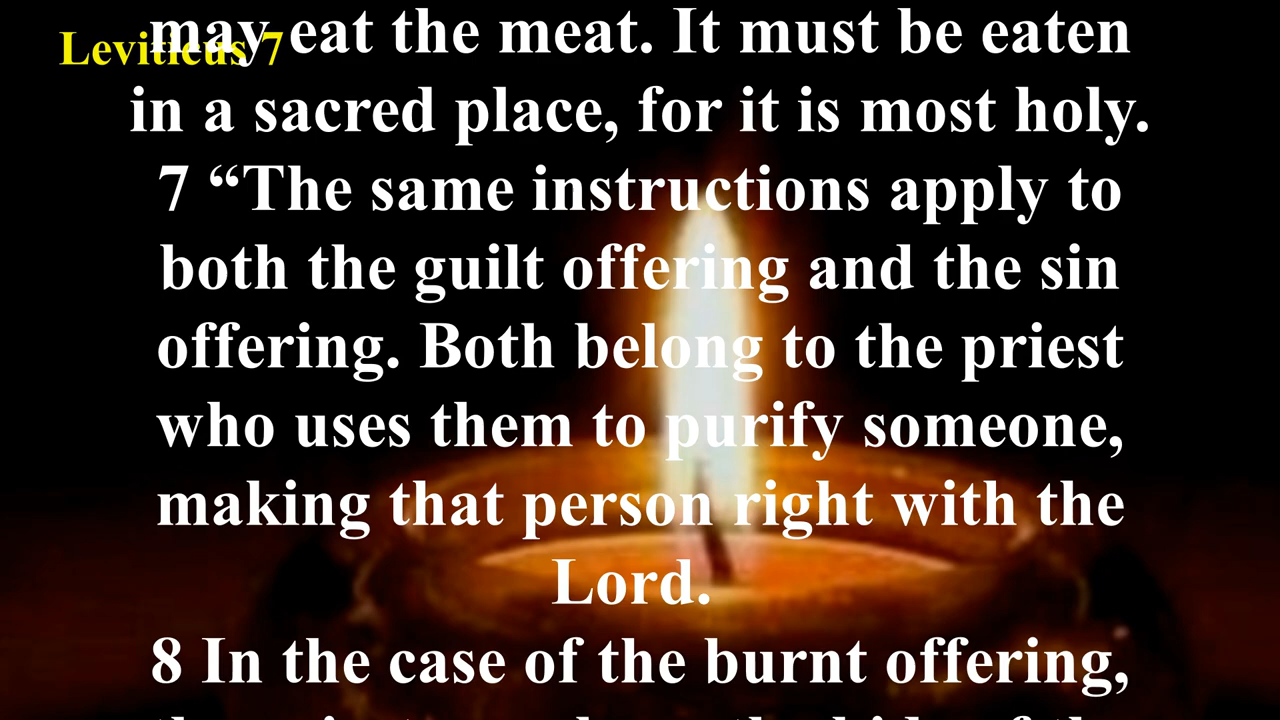 Leviticus 7
may eat the meat. It must be eaten
in a sacred place, for it is most holy.
7 “The same instructions apply to
both the guilt offering and the sin
offering. Both belong to the priest
who uses them to purify someone,
making that person right with the
Lord.
8 In the case of the burnt offering,